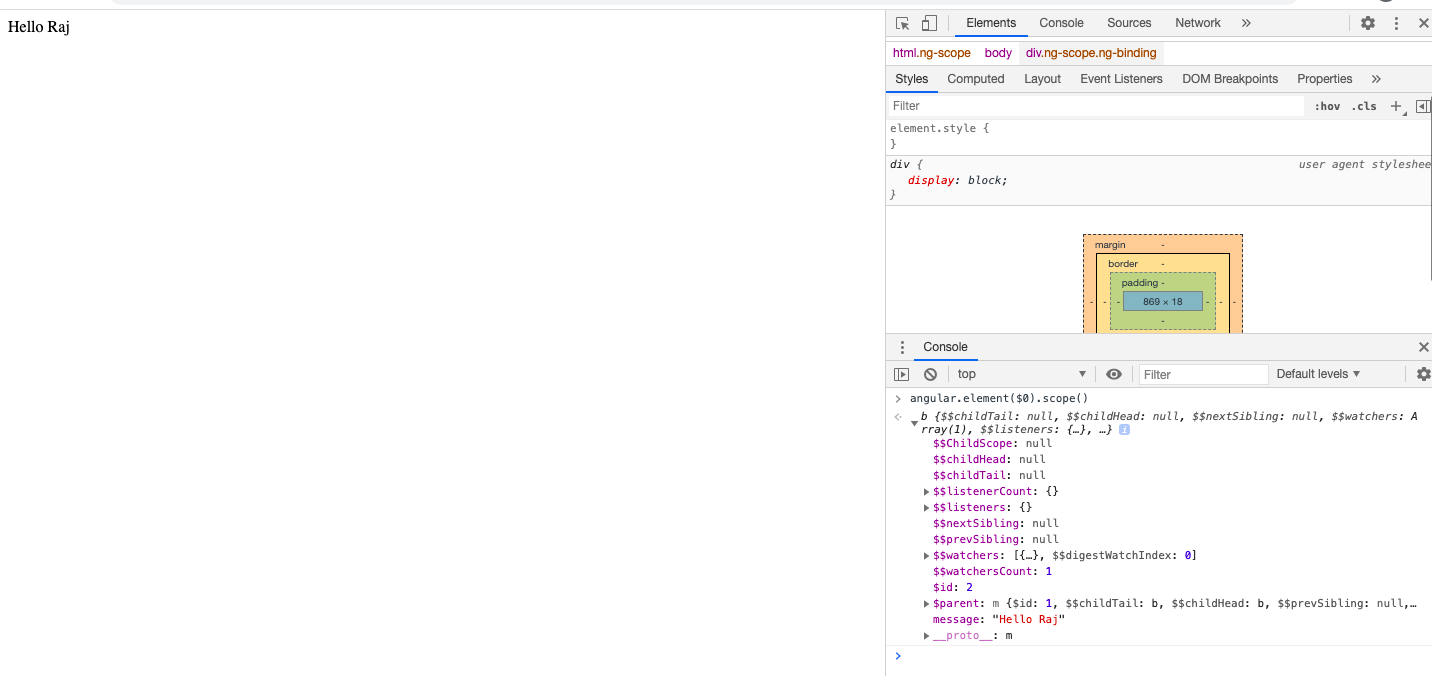 Hello Raj
Elements Console Sources Network »
html.ng-scope body div.ng-scope.ng-binding
Styles Computed Layout Event Listeners DOM Breakpoints Properties »
Filter :hov .cls +
element.style {
}
div { user agent styleshee
display: block;
}
margin -
border -
padding -
- - - 869 × 18 - - -
-
Console
top Filter Default levels
> angular.element($0).scope()
b {$$childTail: null, $$childHead: null, $$nextSibling: null, $$watchers: A
rray(1), $$listeners: {…}, …} i
$$ChildScope: null
$$childHead: null
$$childTail: null
$$listenerCount: {}
$$listeners: {}
$$nextSibling: null
$$prevSibling: null
$$watchers: [{…}, $$digestWatchIndex: 0]
$$watchersCount: 1
$id: 2
$parent: m {$id: 1, $$childTail: b, $$childHead: b, $$prevSibling: null,…
message: "Hello Raj"
__proto__: m
>